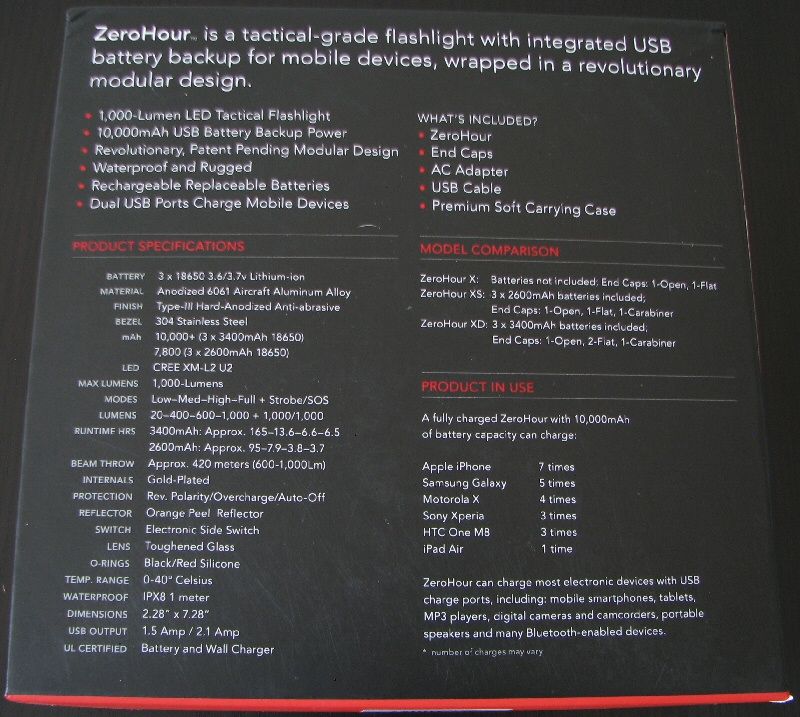 ZeroHour™ is a tactical-grade flashlight with integrated USB
battery backup for mobile devices, wrapped in a revolutionary
modular design.
• 1,000-Lumen LED Tactical Flashlight
• 10,000mAh USB Battery Backup Power
• Revolutionary, Patent Pending Modular Design
• Waterproof and Rugged
• Rechargeable Replaceable Batteries
• Dual USB Ports Charge Mobile Devices
WHAT'S INCLUDED?
• ZeroHour
• End Caps
• AC Adapter
• USB Cable
• Premium Soft Carrying Case
PRODUCT SPECIFICATIONS
BATTERY 3 x 18650 3.6/3.7v Lithium-ion
MATERIAL Anodized 6061 Aircraft Aluminum Alloy
FINISH Type-III Hard-Anodized Anti-abrasive
BEZEL 304 Stainless Steel
mAh 10,000+ (3 x 3400mAh 18650)
7,800 (3 x 2600mAh 18650)
LED CREE XM-L2 U2
MAX LUMENS 1,000-Lumens
MODES Low–Med–High–Full + Strobe/SOS
LUMENS 20–400–600–1,000 + 1,000/1,000
RUNTIME HRS 3400mAh: Approx. 165–13.6–6.6–6.5
2600mAh: Approx. 95–7.9–3.8–3.7
BEAM THROW Approx. 420 meters (600-1,000Lm)
INTERNALS Gold-Plated
PROTECTION Rev. Polarity/Overcharge/Auto-Off
REFLECTOR Orange Peel Reflector
SWITCH Electronic Side Switch
LENS Toughened Glass
O-RINGS Black/Red Silicone
TEMP. RANGE 0-40° Celsius
WATERPROOF IPX8 1 meter
DIMENSIONS 2.28" x 7.28"
USB OUTPUT 1.5 Amp / 2.1 Amp
UL CERTIFIED Battery and Wall Charger
MODEL COMPARISON
ZeroHour X: Batteries not included; End Caps: 1-Open, 1-Flat
ZeroHour XS: 3 x 2600mAh batteries included;
End Caps: 1-Open, 1-Flat, 1-Carabiner
ZeroHour XD: 3 x 3400mAh batteries included;
End Caps: 1-Open, 2-Flat, 1-Carabiner
PRODUCT IN USE
A fully charged ZeroHour with 10,000mAh
of battery capacity can charge:
Apple iPhone 7 times
Samsung Galaxy 5 times
Motorola X 4 times
Sony Xperia 3 times
HTC One M8 3 times
iPad Air 1 time
ZeroHour can charge most electronic devices with USB
charge ports, including: mobile smartphones, tablets,
MP3 players, digital cameras and camcorders, portable
speakers and many Bluetooth-enabled devices.
* number of charges may vary